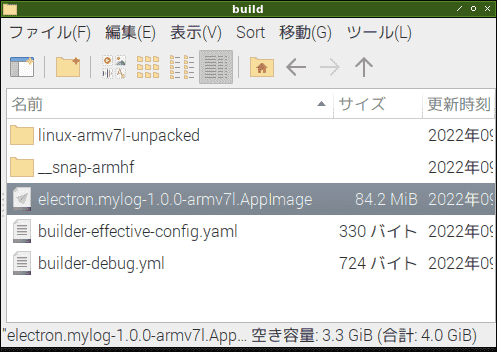 build
ファイル(F) 編集(E) 表示(V) Sort 移動(G) ツール(L)
名前 サイズ 更新時刻
linux-armv7l-unpacked 2022年09
__snap-armhf 2022年09
electron.mylog-1.0.0-armv7l.AppImage 84.2 MiB 2022年09
builder-effective-config.yaml 330 バイト 2022年09
builder-debug.yml 724 バイト 2022年09
"electron.mylog-1.0.0-armv7l.App... 空き容量: 3.3 GiB (合計: 4.0 GiB)